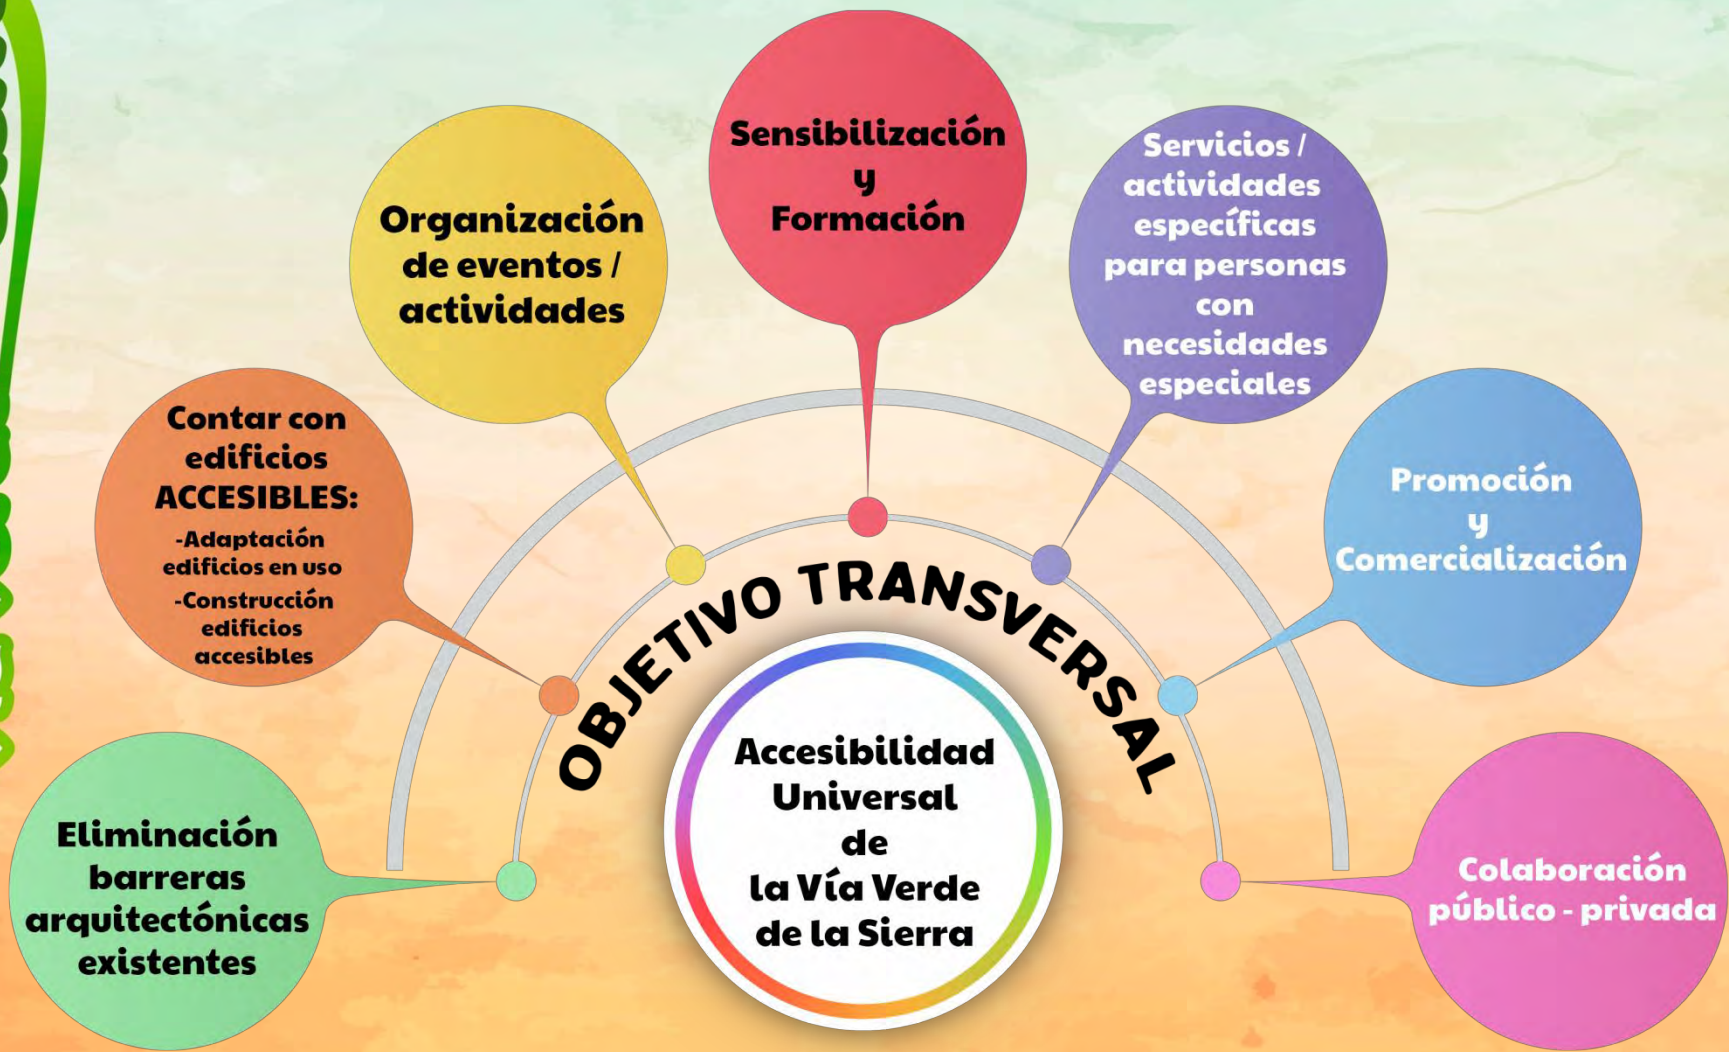 Sensibilización
y
Formación
Organización
de eventos /
actividades
Servicios /
actividades
específicas
para personas
con
necesidades
especiales
Contar con
edificios
ACCESIBLES:
-Adaptación
edificios en uso
-Construcción
edificios
accesibles
Promoción
y
Comercialización
Eliminación
barreras
arquitectónicas
existentes
OBJETIVO TRANSVERSAL
Accesibilidad
Universal
de
la Vía Verde
de la Sierra
Colaboración
público - privada